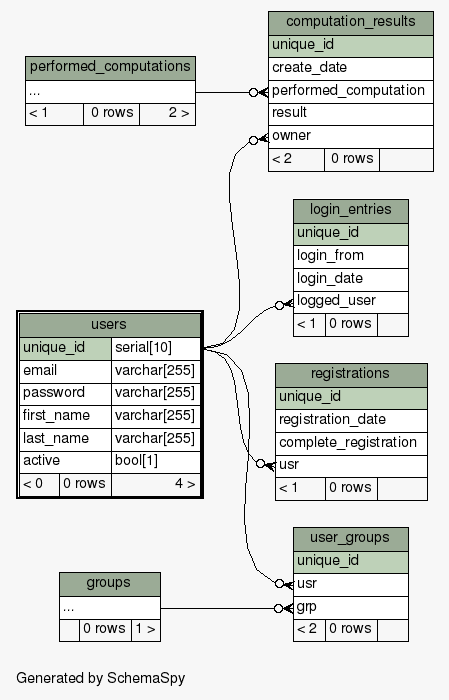 computation_results
unique_id
create_date
performed_computation
result
owner
< 2 0 rows
performed_computations
...
< 1 0 rows 2 >
login_entries
unique_id
login_from
login_date
logged_user
< 1 0 rows
users
unique_id serial[10]
email varchar[255]
password varchar[255]
first_name varchar[255]
last_name varchar[255]
active bool[1]
< 0 0 rows 4 >
registrations
unique_id
registration_date
complete_registration
usr
< 1 0 rows
user_groups
unique_id
usr
grp
< 2 0 rows
groups
...
0 rows 1 >
Generated by SchemaSpy